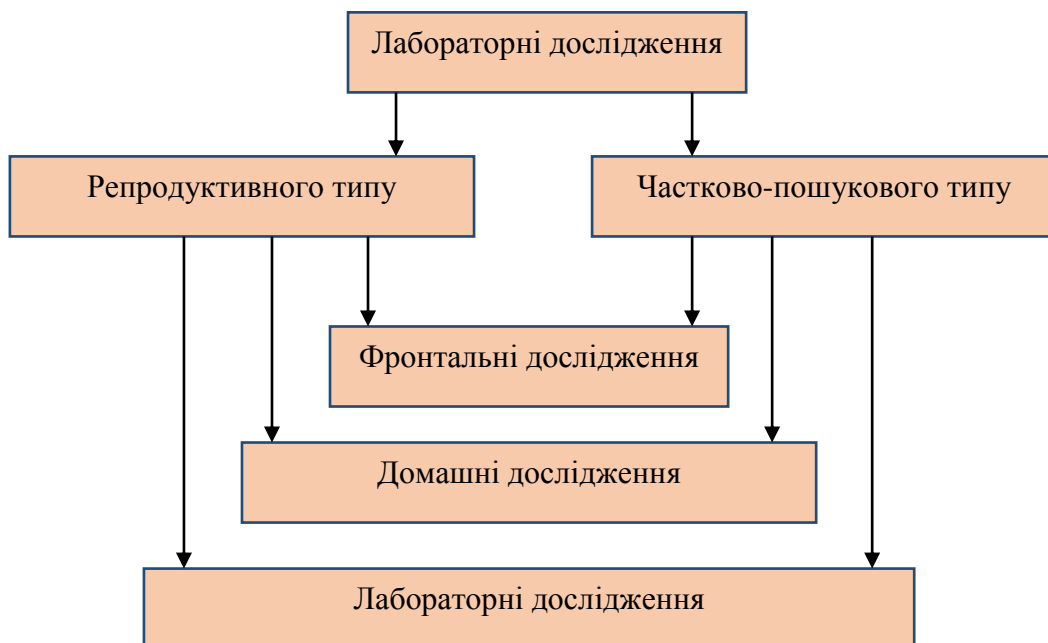 Лабораторні дослідження
Репродуктивного типу
Частково-пошукового типу
Фронтальні дослідження
Домашні дослідження
Лабораторні дослідження